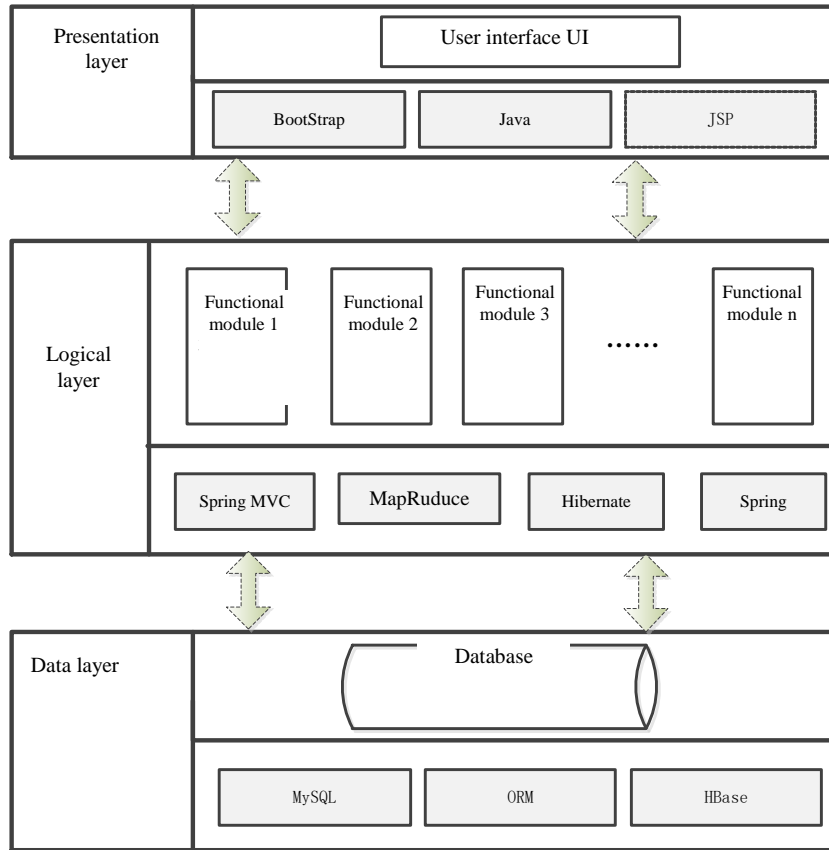 Presentation
layer
User interface UI
BootStrap
Java
JSP
Logical
layer
Functional
module 1
Functional
module 2
Functional
module 3
......
Functional
module n
Spring MVC
MapRuduce
Hibernate
Spring
Data layer
Database
MySQL
ORM
HBase